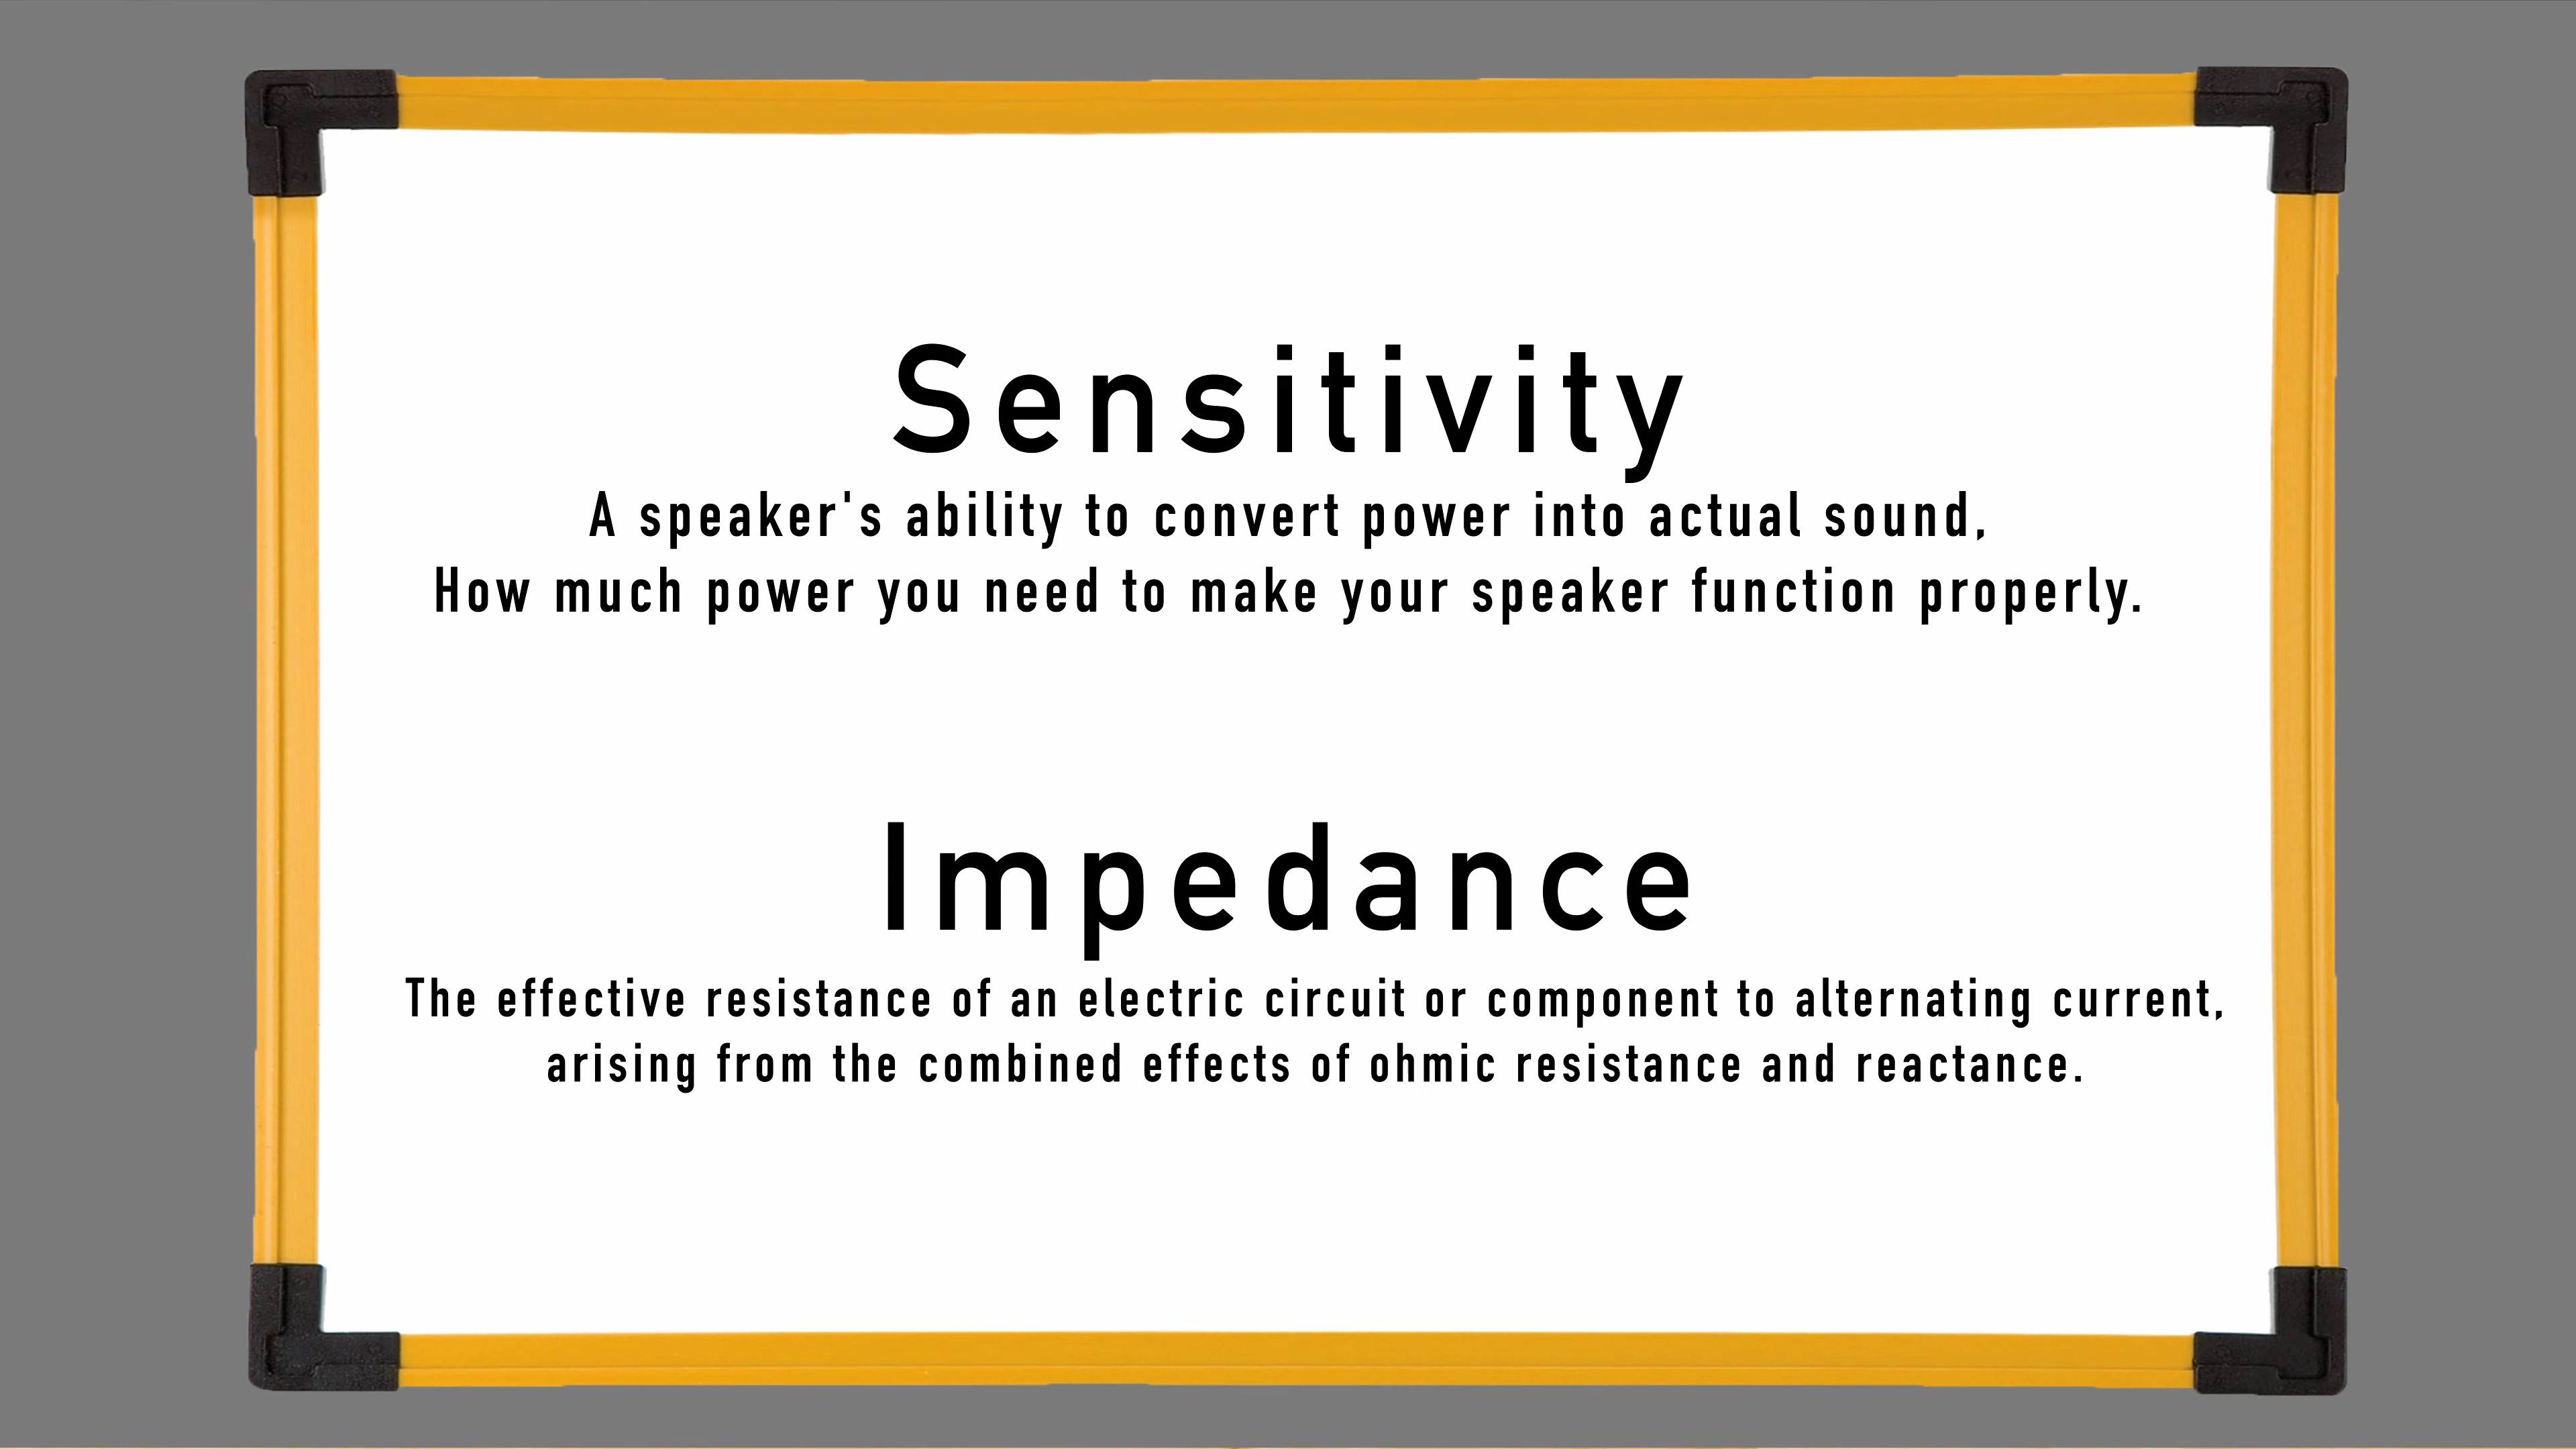 Sensitivity
A speaker's ability to convert power into actual sound,
How much power you need to make your speaker function properly.
Impedance
The effective resistance of an electric circuit or component to alternating current,
arising from the combined effects of ohmic resistance and reactance.